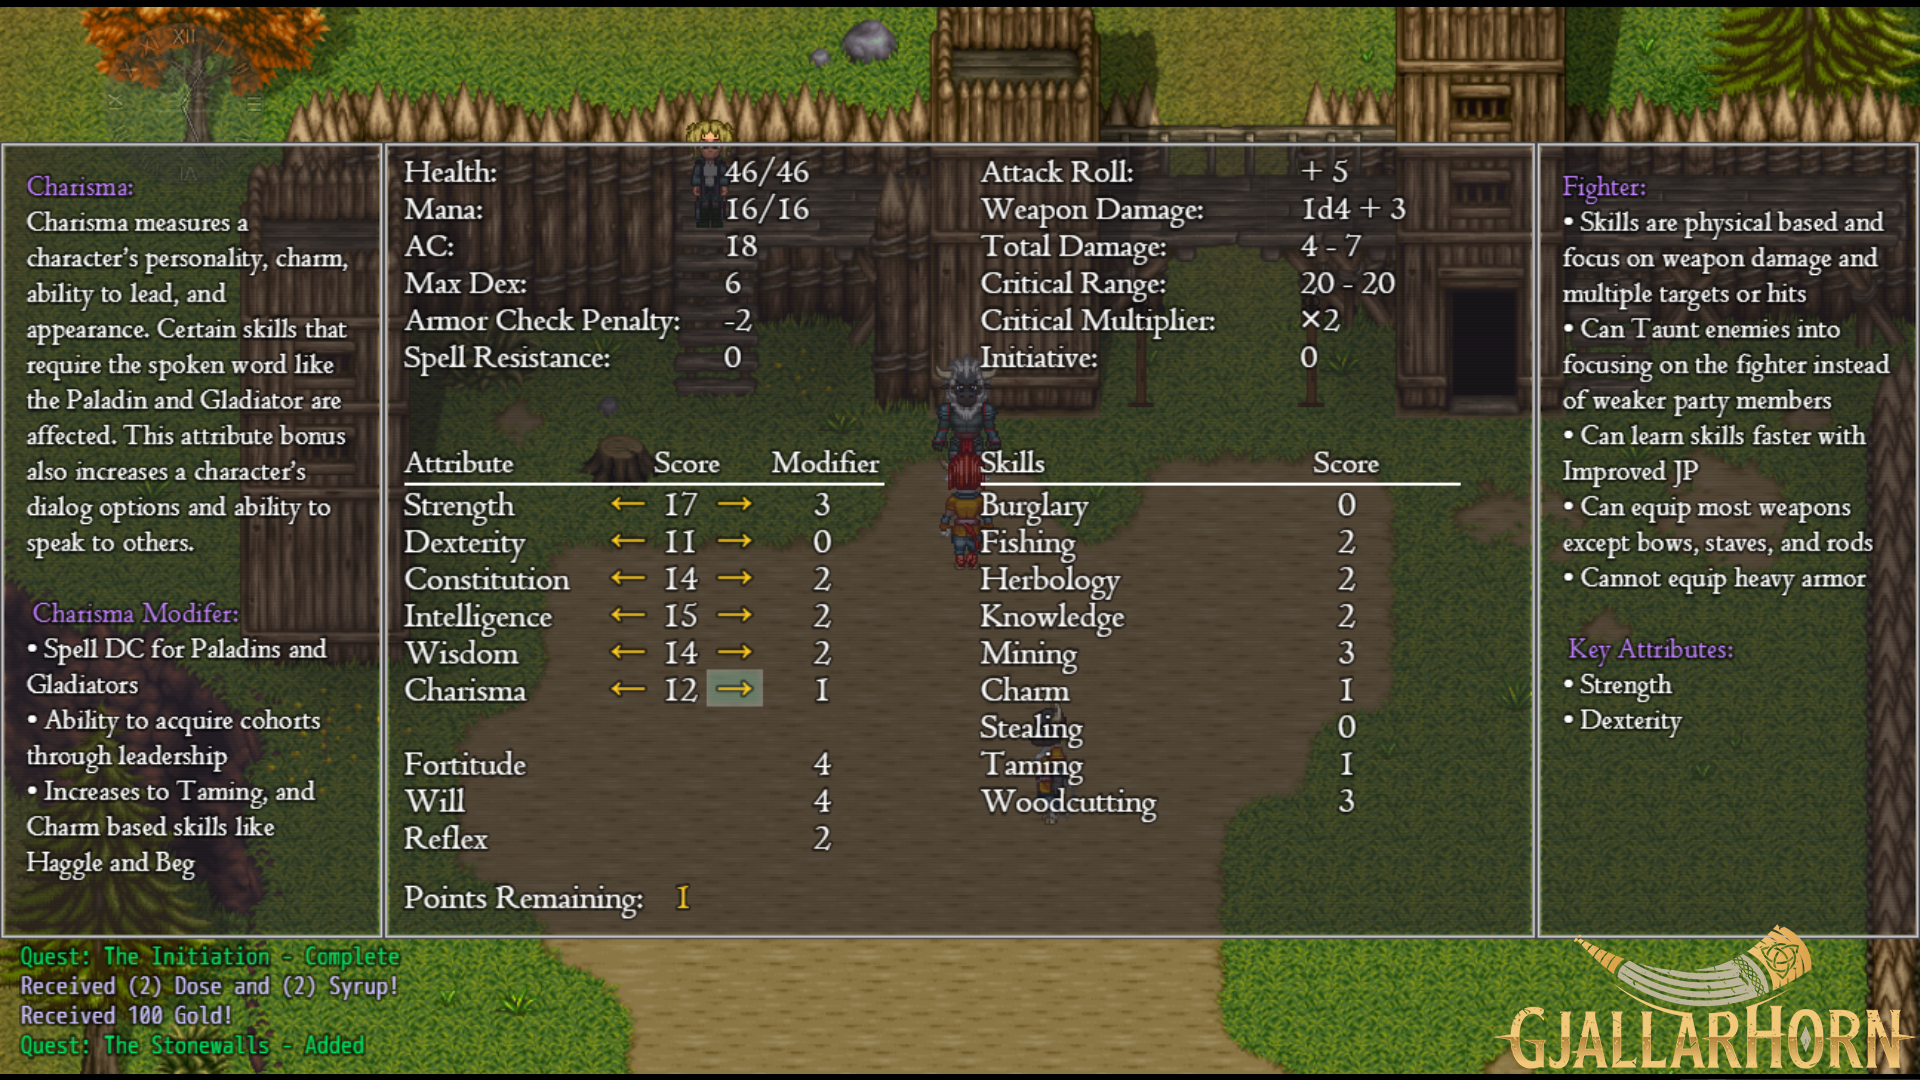 XII
Charisma:
Charisma measures a
character's personality, charm,
ability to lead, and
appearance. Certain skills that
require the spoken word like
the Paladin and Gladiator are
affected. This attribute bonus
also increases a character's
dialog options and ability to
speak to others.
Charisma Modifer:
• Spell DC for Paladins and
Gladiators
• Ability to acquire cohorts
through leadership
• Increases to Taming, and
Charm based skills like
Haggle and Beg
Health: 46/46
Mana: 16/16
AC: 18
Max Dex: 6
Armor Check Penalty: -2
Spell Resistance: 0
Attack Roll: + 5
Weapon Damage: 1d4 + 3
Total Damage: 4 - 7
Critical Range: 20 - 20
Critical Multiplier: ×2
Initiative: 0
Attribute Score Modifier
Strength ← 17 → 3
Dexterity ← 11 → 0
Constitution ← 14 → 2
Intelligence ← 15 → 2
Wisdom ← 14 → 2
Charisma ← 12 → 1
Fortitude 4
Will 4
Reflex 2
Points Remaining: 1
Skills Score
Burglary 0
Fishing 2
Herbology 2
Knowledge 2
Mining 3
Charm 1
Stealing 0
Taming 1
Woodcutting 3
Fighter:
• Skills are physical based and
focus on weapon damage and
multiple targets or hits
• Can Taunt enemies into
focusing on the fighter instead
of weaker party members
• Can learn skills faster with
Improved JP
• Can equip most weapons
except bows, staves, and rods
• Cannot equip heavy armor
Key Attributes:
• Strength
• Dexterity
Quest: The Initiation - Complete
Received (2) Dose and (2) Syrup!
Received 100 Gold!
Quest: The Stonewalls - Added
GJALLARHORN